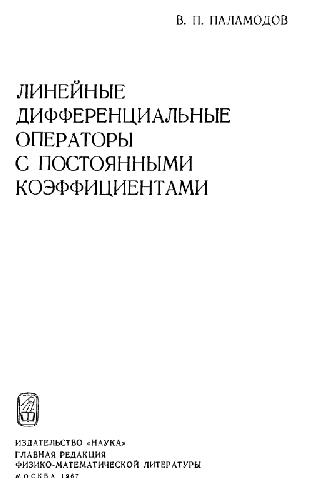 В. П. ПАЛАМОДОВ
ЛИНЕЙНЫЕ
ДИФФЕРЕНЦИАЛЬНЫЕ
ОПЕРАТОРЫ
С ПОСТОЯННЫМИ
КОЭФФИЦИЕНТАМИ
ИЗДАТЕЛЬСТВО «НАУКА»
ГЛАВНАЯ РЕДАКЦИЯ
ФИЗИКО-МАТЕМАТИЧЕСКОЙ ЛИТЕРАТУРЫ
МОСКВА 1967